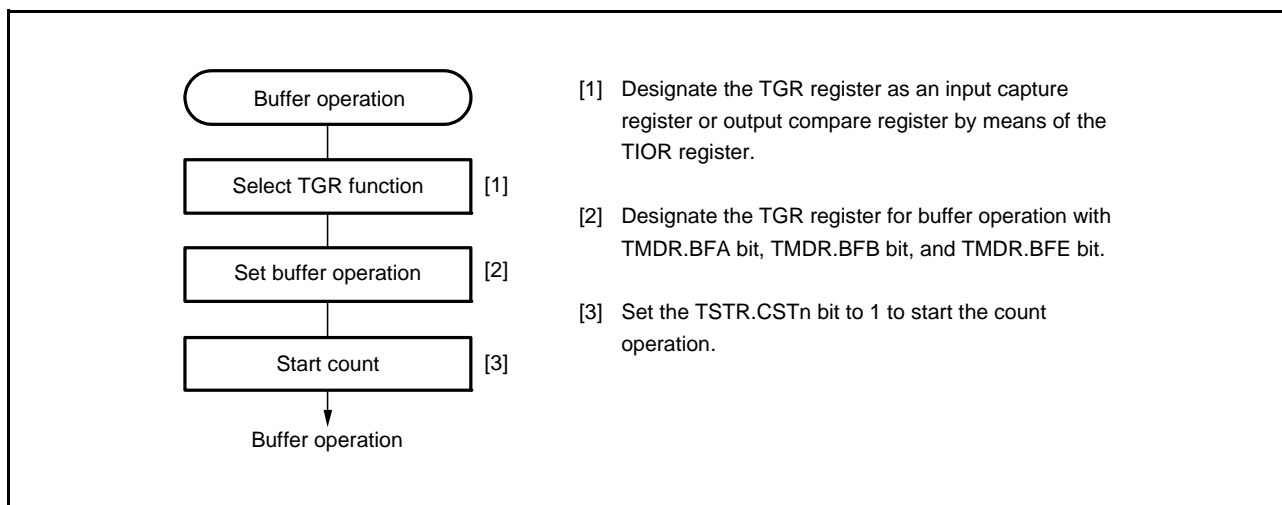 Buffer operation
Select TGR function [1]
Set buffer operation [2]
Start count [3]
Buffer operation
[1] Designate the TGR register as an input capture
register or output compare register by means of the
TIOR register.
[2] Designate the TGR register for buffer operation with
TMDR.BFA bit, TMDR.BFB bit, and TMDR.BFE bit.
[3] Set the TSTR.CSTn bit to 1 to start the count
operation.